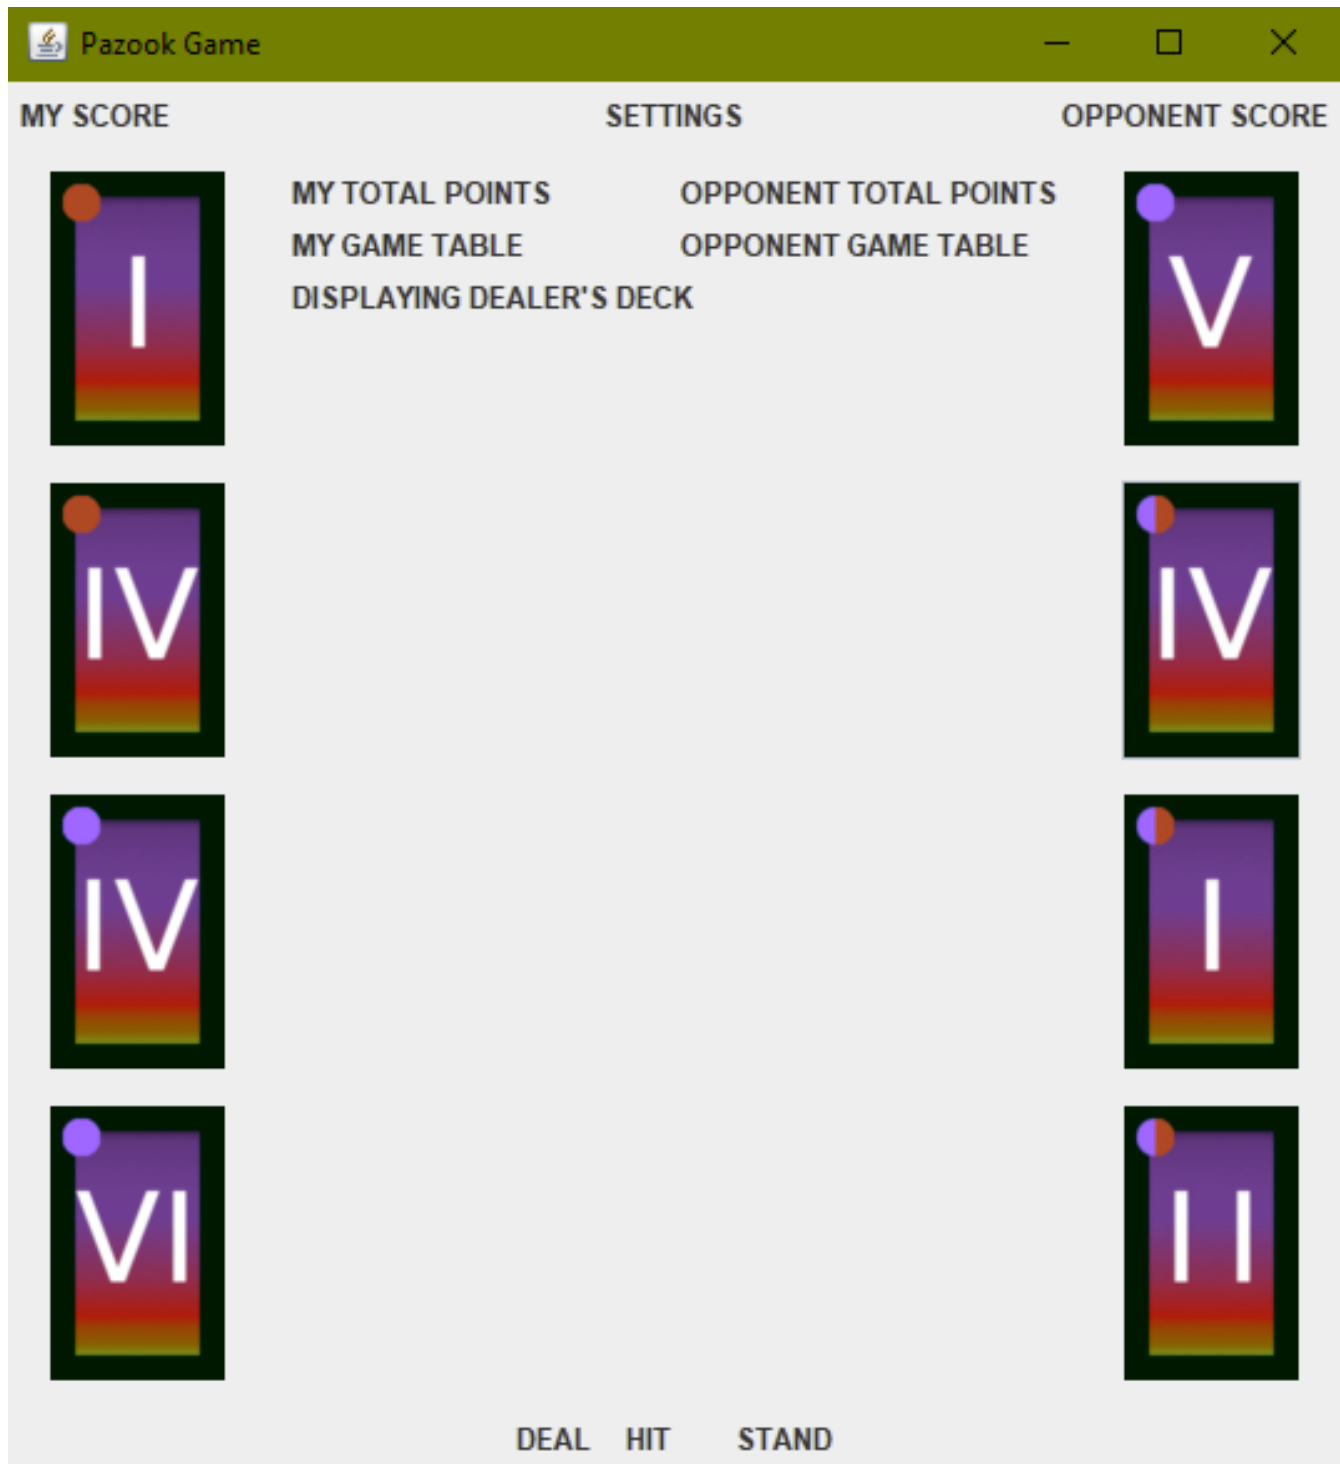 Pazook Game
MY SCORE SETTINGS OPPONENT SCORE
I
IV
IV
VI
MY TOTAL POINTS OPPONENT TOTAL POINTS
MY GAME TABLE OPPONENT GAME TABLE
DISPLAYING DEALER'S DECK
V
IV
I
II
DEAL HIT STAND